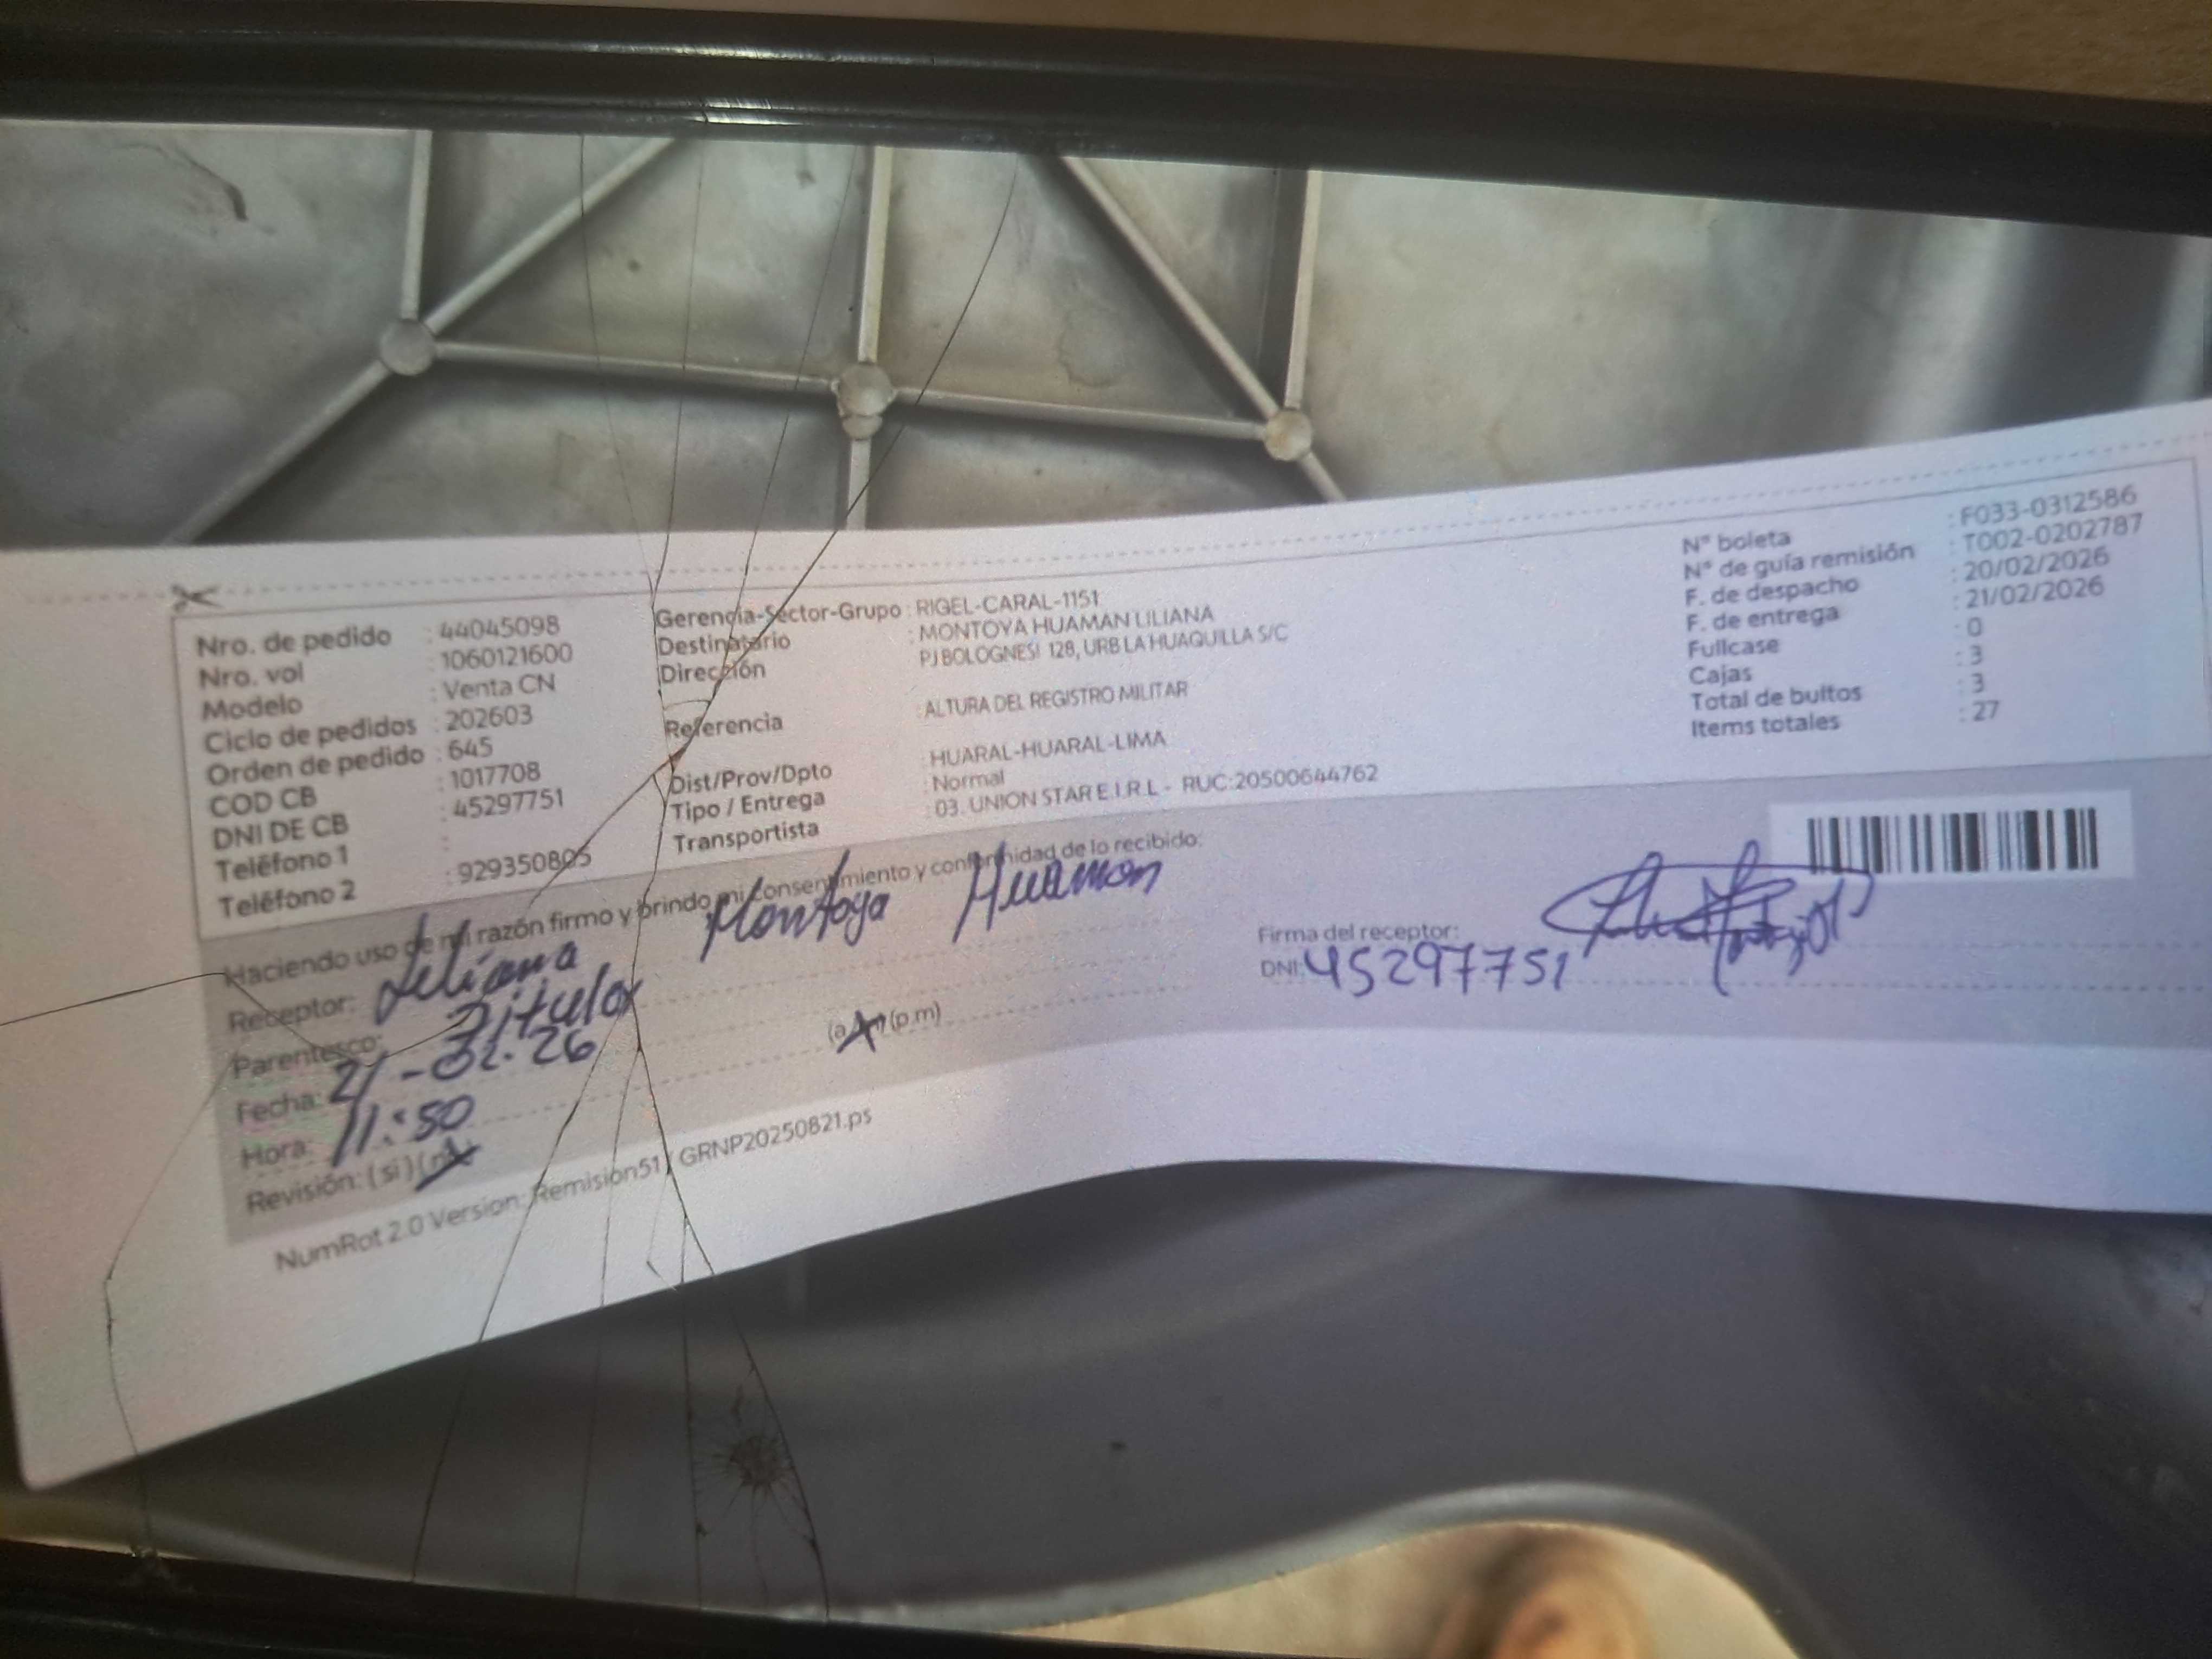 Nro. de pedido : 44045098
Nro. vol : 1060121600
Modelo : Venta CN
Ciclo de pedidos : 202603
Orden de pedido : 645
COD CB : 1017708
DNI DE CB : 45297751
Teléfono 1 :
Teléfono 2 : 929350805
Gerencia-Sector-Grupo : RIGEL-CARAL-1151
Destinatario : MONTOYA HUAMAN LILIANA
Dirección PJ BOLOGNESI 128, URB LA HUAQUILLA S/C
Referencia : ALTURA DEL REGISTRO MILITAR
Dist/Prov/Dpto : HUARAL-HUARAL-LIMA
Tipo / Entrega : Normal
Transportista : 03. UNION STAR E.I.R.L - RUC:20500644762
N° boleta : F033-0312586
N° de guía remisión : T002-0202787
F. de despacho : 20/02/2026
F. de entrega : 21/02/2026
Fullcase : 0
Cajas : 3
Total de bultos : 3
Items totales : 27
Haciendo uso de mi razón firmo y brindo mi consentimiento y conformidad de lo recibido:
Receptor: Liliana Montoya Huaman
Parentesco: Titular
Fecha: 21-02-26
Hora: 11:50 (a.m) (p.m)
Revisión: (si) (no)
Firma del receptor:
DNI: 45297751
NumRot 2.0 Version: Remision51 / GRNP20250821.ps